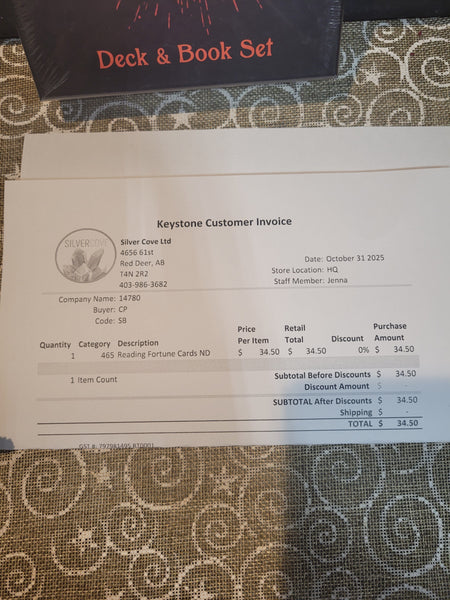 Deck & Book Set
Keystone Customer Invoice
SILVERCOVE
Silver Cove Ltd
4656 61st
Red Deer, AB
T4N 2R2
403-986-3682
Date: October 31 2025
Store Location: HQ
Staff Member: Jenna
Company Name: 14780
Buyer: CP
Code: SB
Quantity Category Description Price Per Item Retail Total Discount Purchase Amount
1 465 Reading Fortune Cards ND $ 34.50 $ 34.50 0% $ 34.50
1 Item Count
Subtotal Before Discounts $ 34.50
Discount Amount $ -
SUBTOTAL After Discounts $ 34.50
Shipping $ -
TOTAL $ 34.50
GST #: